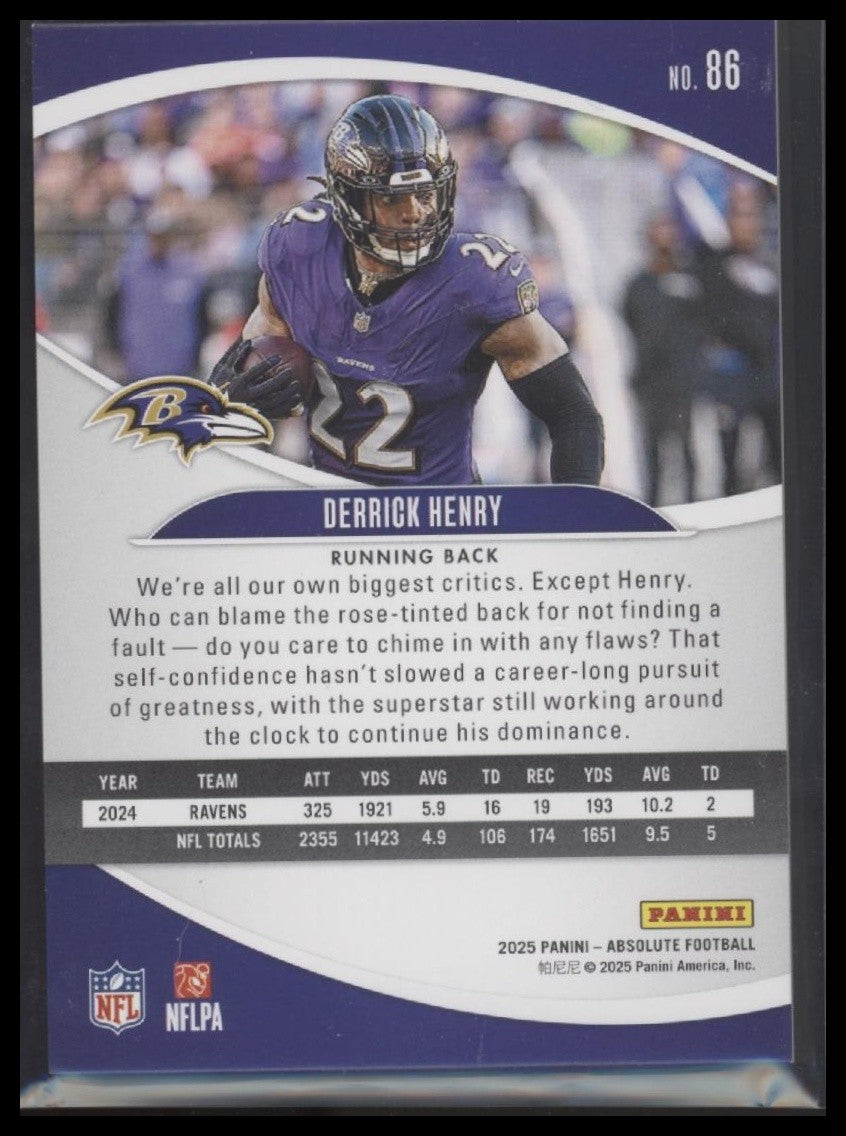 NO. 86
22
22
RAVENS
22
B
DERRICK HENRY
RUNNING BACK
We're all our own biggest critics. Except Henry.
Who can blame the rose-tinted back for not finding a
fault — do you care to chime in with any flaws? That
self-confidence hasn't slowed a career-long pursuit
of greatness, with the superstar still working around
the clock to continue his dominance.
YEAR TEAM ATT YDS AVG TD REC YDS AVG TD
2024 RAVENS 325 1921 5.9 16 19 193 10.2 2
NFL TOTALS 2355 11423 4.9 106 174 1651 9.5 5
PANINI
2025 PANINI – ABSOLUTE FOOTBALL
帕尼尼 © 2025 Panini America, Inc.
NFL
NFLPA